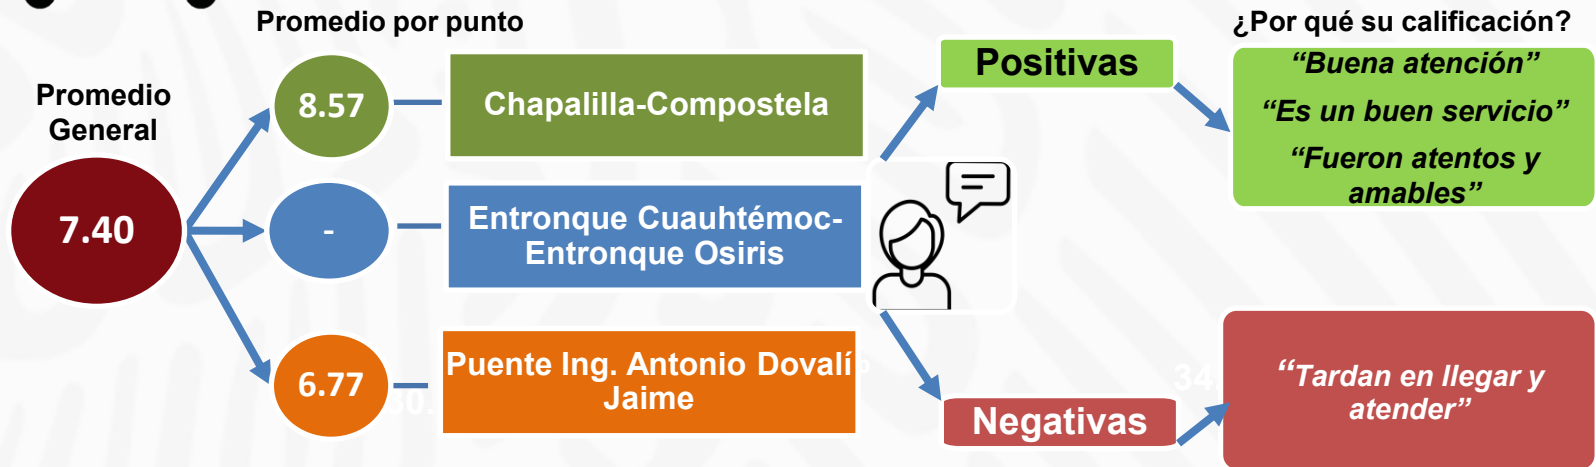 Promedio por punto
¿Por qué su calificación?
Promedio
General
7.40
8.57
Chapalilla-Compostela
-
Entronque Cuauhtémoc-
Entronque Osiris
6.77
Puente Ing. Antonio Dovalí
Jaime
Positivas
“Buena atención”
“Es un buen servicio”
“Fueron atentos y
amables”
Negativas
“Tardan en llegar y
atender”